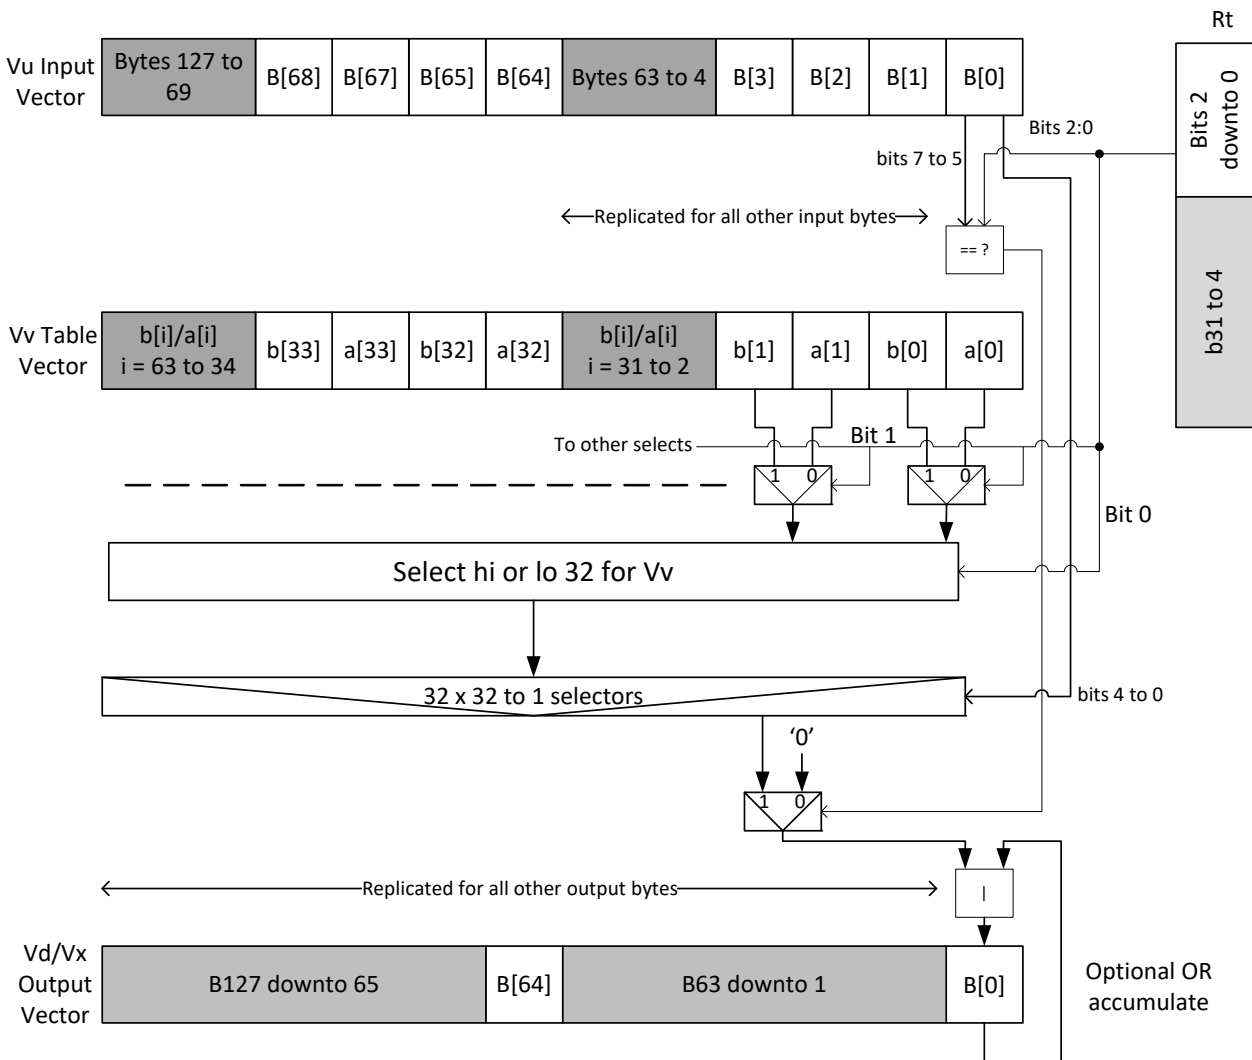 Rt
Vu Input
Vector
Bytes 127 to
69
B[68]
B[67]
B[65]
B[64]
Bytes 63 to 4
B[3]
B[2]
B[1]
B[0]
Bits 2
downto 0
Bits 2:0
bits 7 to 5
Replicated for all other input bytes
== ?
b31 to 4
Vv Table
Vector
b[i]/a[i]
i = 63 to 34
b[33]
a[33]
b[32]
a[32]
b[i]/a[i]
i = 31 to 2
b[1]
a[1]
b[0]
a[0]
To other selects
Bit 1
1 0
1 0
Bit 0
Select hi or lo 32 for Vv
32 x 32 to 1 selectors
bits 4 to 0
‘0’
1 0
Replicated for all other output bytes
|
Vd/Vx
Output
Vector
B127 downto 65
B[64]
B63 downto 1
B[0]
Optional OR
accumulate